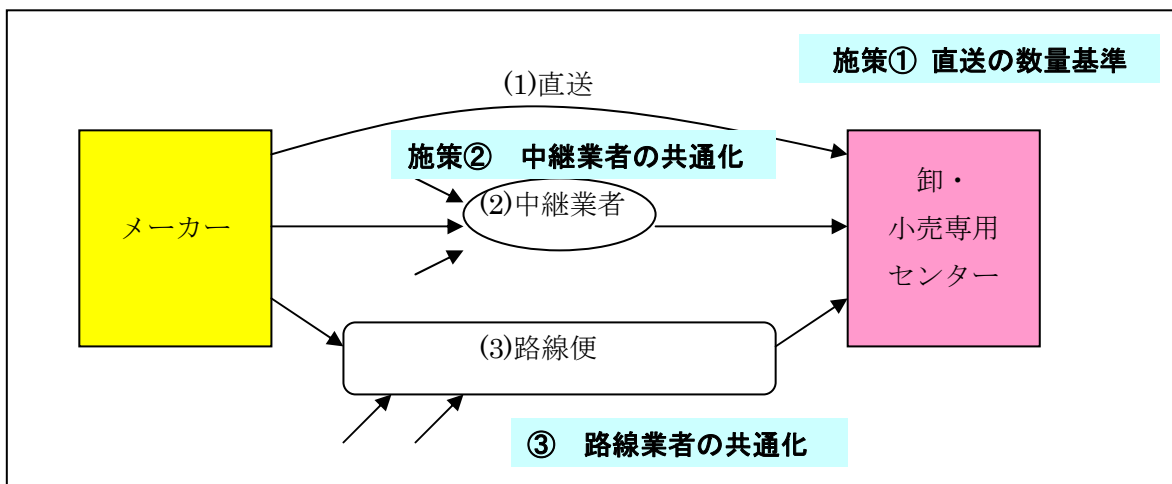 施策① 直送の数量基準
(1)直送
施策②　中継業者の共通化
(2)中継業者
メーカー
卸・
小売専用
センター
(3)路線便
③　路線業者の共通化